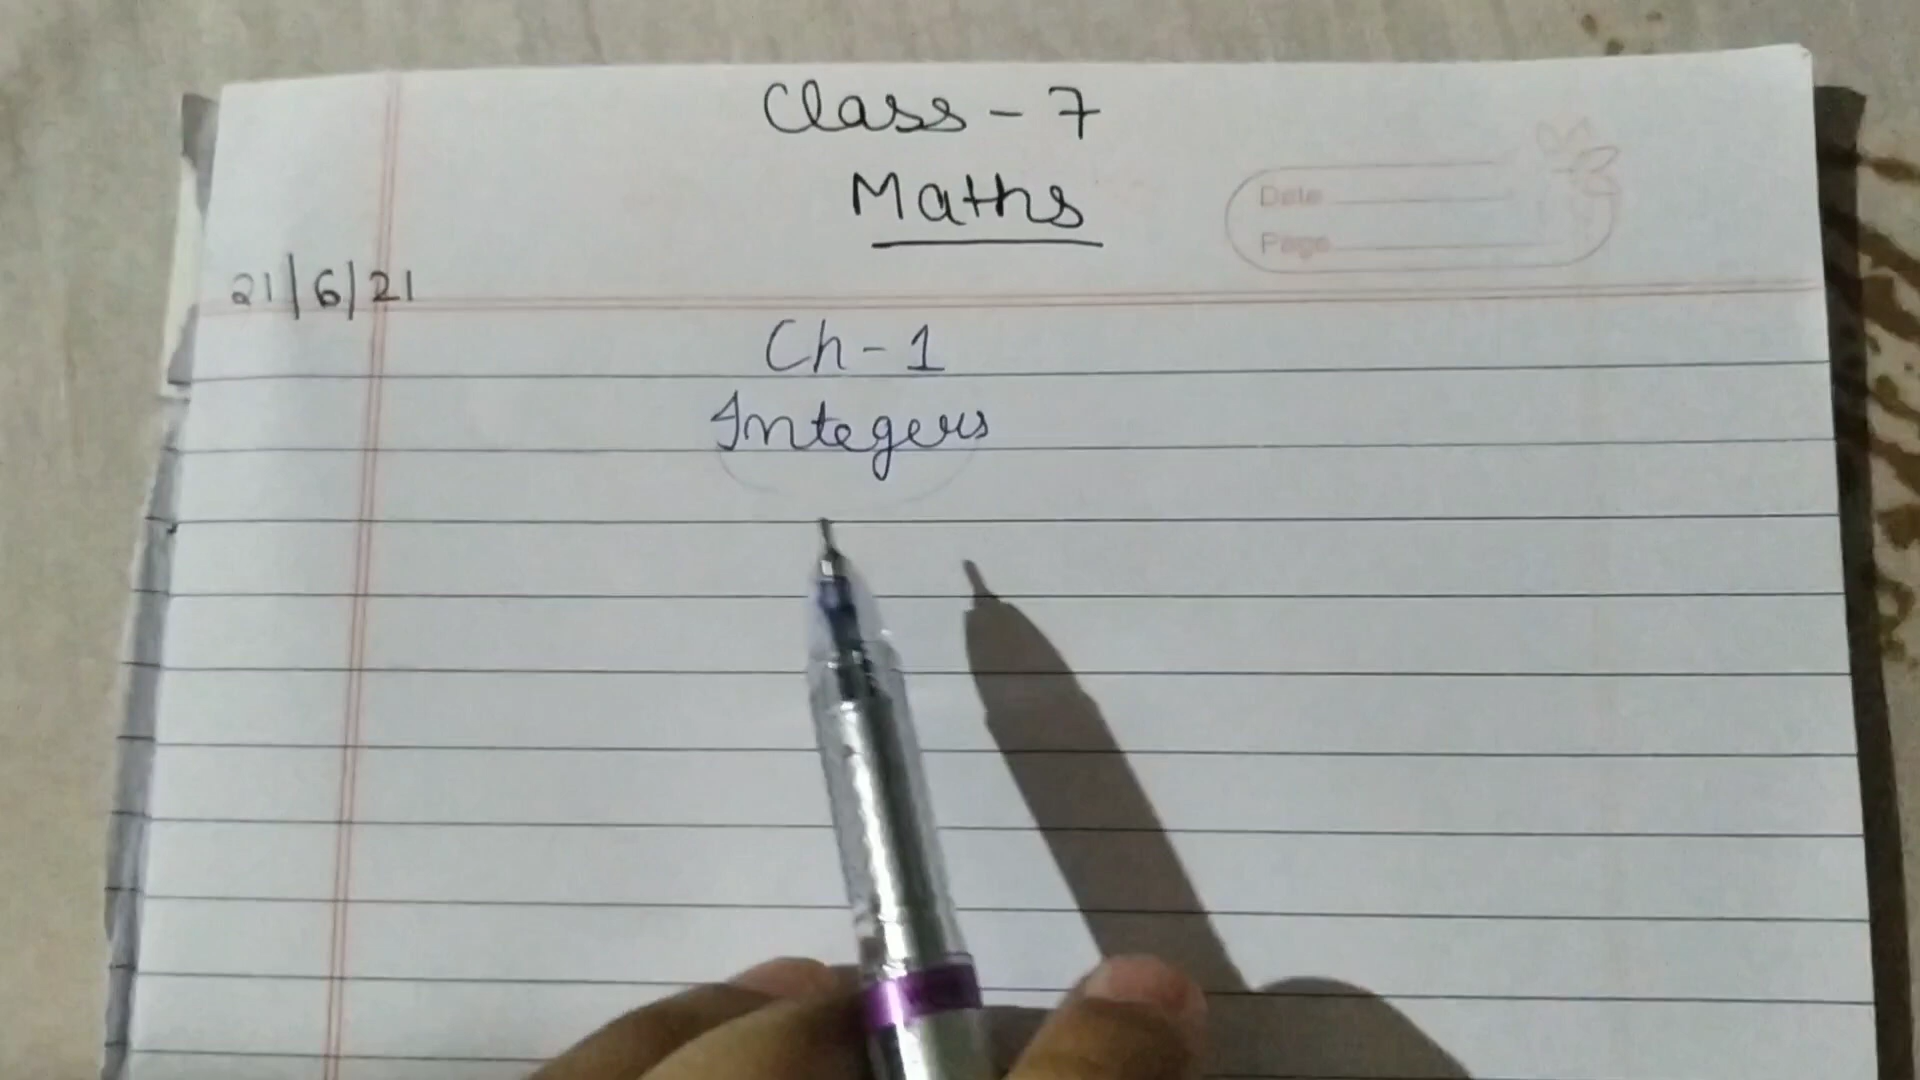 Class - 7
Maths
Date
Page
21/6/21
Ch - 1
Integers